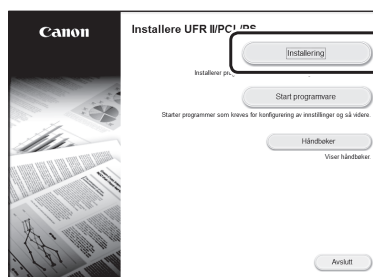 Canon
Installere UFR II/PCL/PS
Installering
Installerer
Start programvare
Starter programmer som kreves for konfigurering av innstillinger og så videre.
Håndbøker
Viser håndbøker.
Avslutt